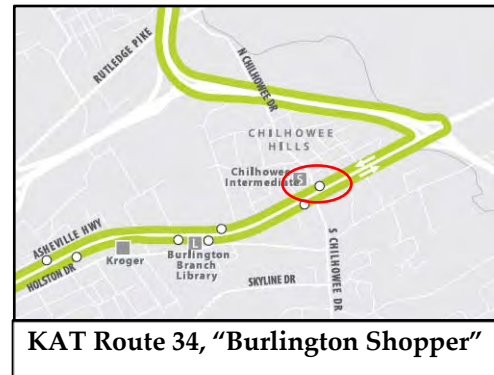 RUTLEDGE PIKE
N CHILHOWEE DR
CHILHOWEE
HILLS
Chilhowee
Intermediate
S
ASHEVILLE HWY
HOLSTON DR
Kroger
L
Burlington
Branch
Library
SKYLINE DR
S CHILHOWEE DR
KAT Route 34, “Burlington Shopper”